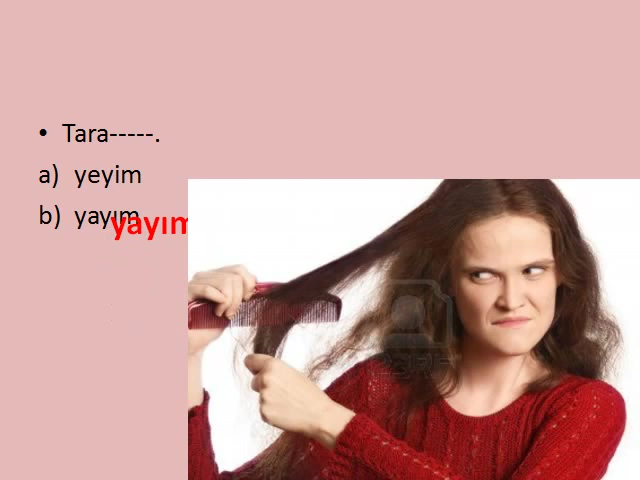 • Tara-----.
a) yeyim
b) yayım
yayım